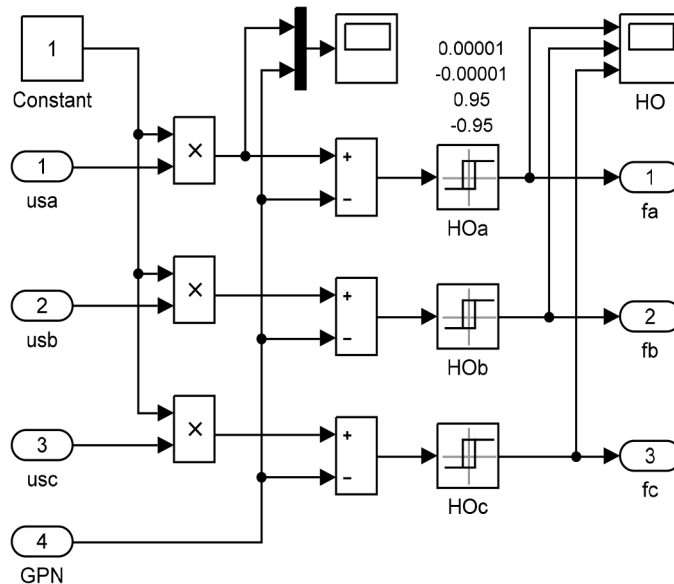 1
Constant
0.00001
-0.00001
0.95
-0.95
HO
1
usa
×
+
−
HOa
1
fa
2
usb
×
+
−
HOb
2
fb
3
usc
×
+
−
HOc
3
fc
4
GPN